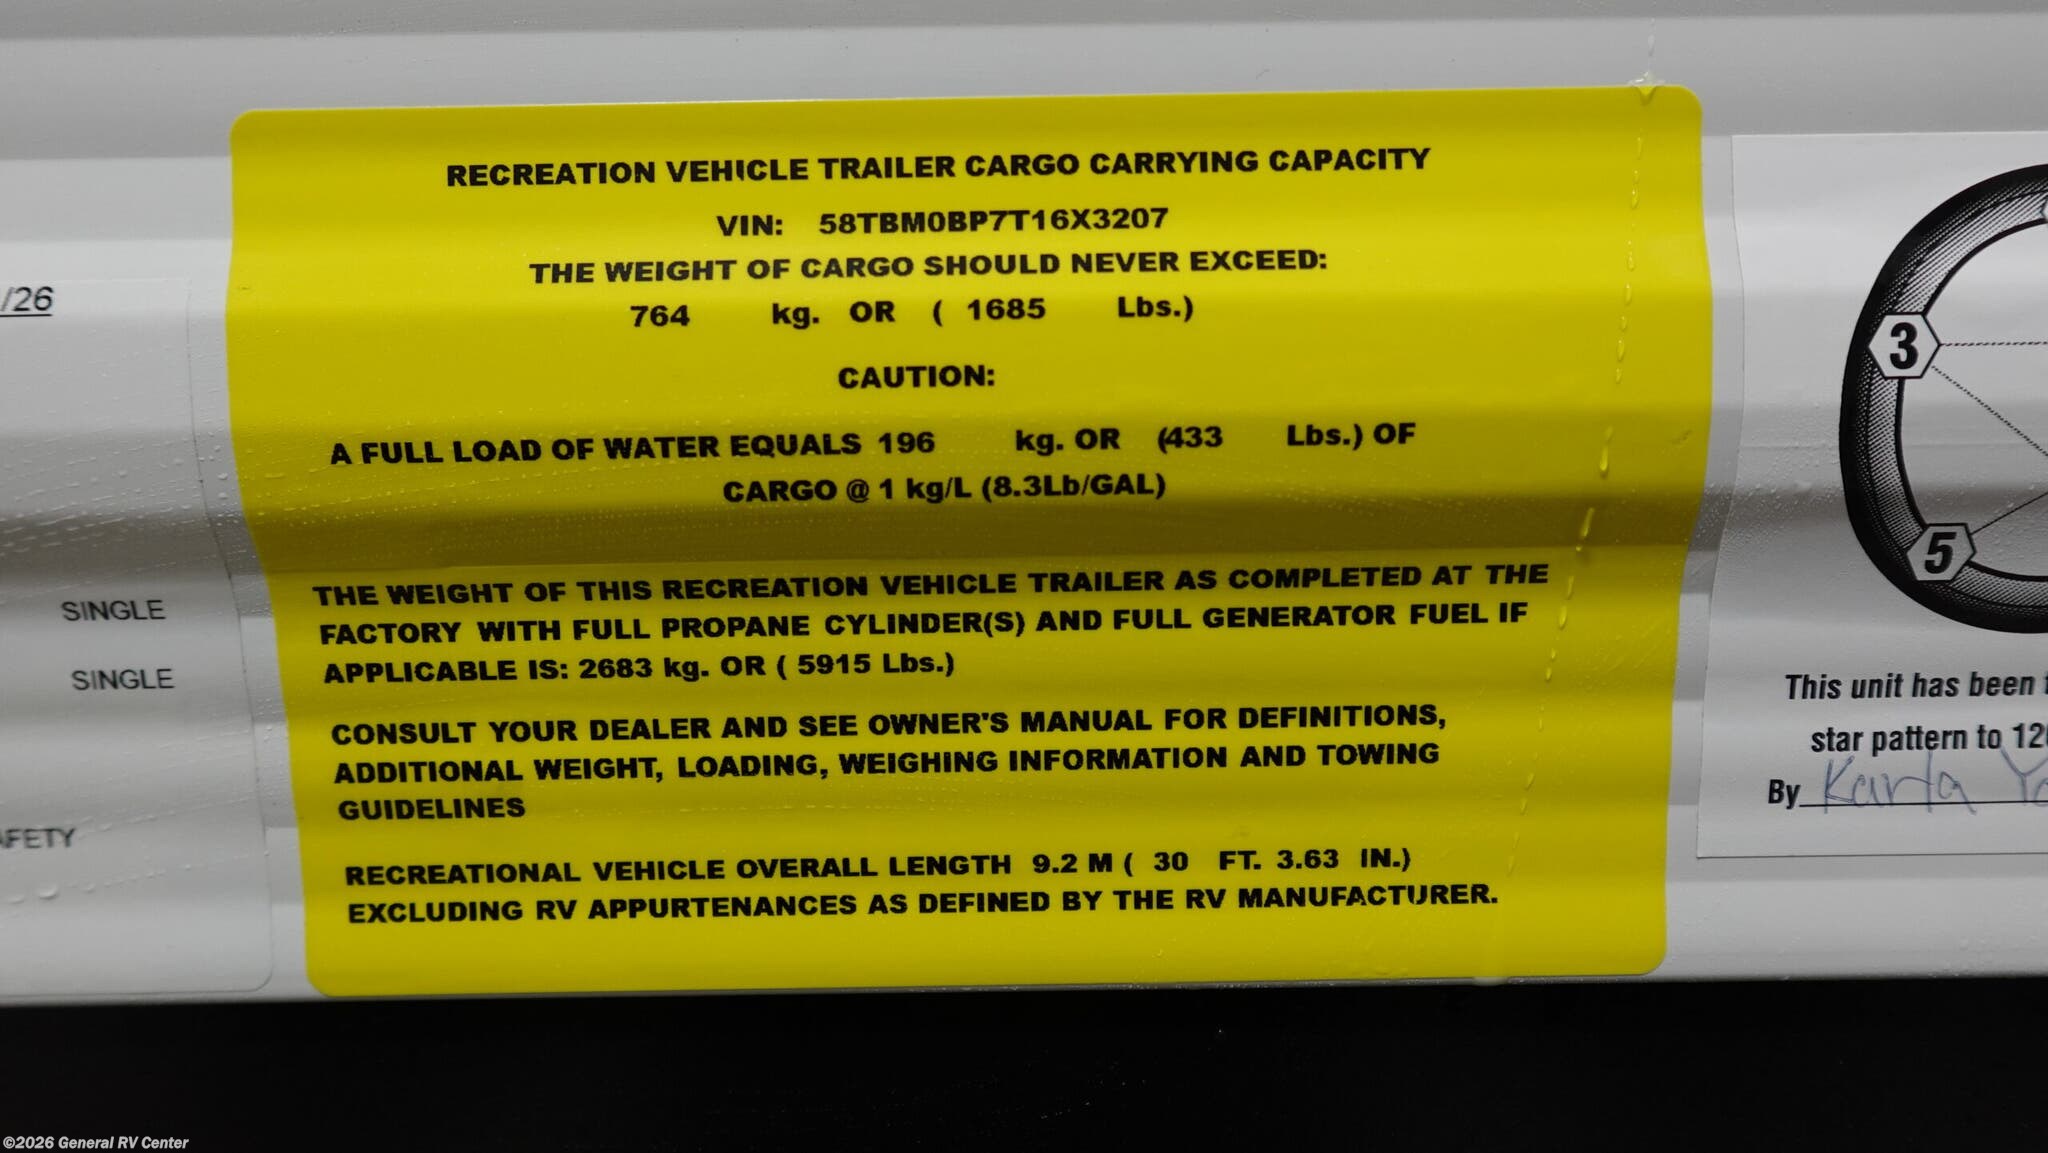 /26
SINGLE
SINGLE
AFETY
RECREATION VEHICLE TRAILER CARGO CARRYING CAPACITY
VIN: 58TBM0BP7T16X3207
THE WEIGHT OF CARGO SHOULD NEVER EXCEED:
764 kg. OR ( 1685 Lbs.)
CAUTION:
A FULL LOAD OF WATER EQUALS 196 kg. OR (433 Lbs.) OF
CARGO @ 1 kg/L (8.3Lb/GAL)
THE WEIGHT OF THIS RECREATION VEHICLE TRAILER AS COMPLETED AT THE
FACTORY WITH FULL PROPANE CYLINDER(S) AND FULL GENERATOR FUEL IF
APPLICABLE IS: 2683 kg. OR ( 5915 Lbs.)
CONSULT YOUR DEALER AND SEE OWNER'S MANUAL FOR DEFINITIONS,
ADDITIONAL WEIGHT, LOADING, WEIGHING INFORMATION AND TOWING
GUIDELINES
RECREATIONAL VEHICLE OVERALL LENGTH 9.2 M ( 30 FT. 3.63 IN.)
EXCLUDING RV APPURTENANCES AS DEFINED BY THE RV MANUFACTURER.
3
5
This unit has been
star pattern to 120
By Karla
©2026 General RV Center